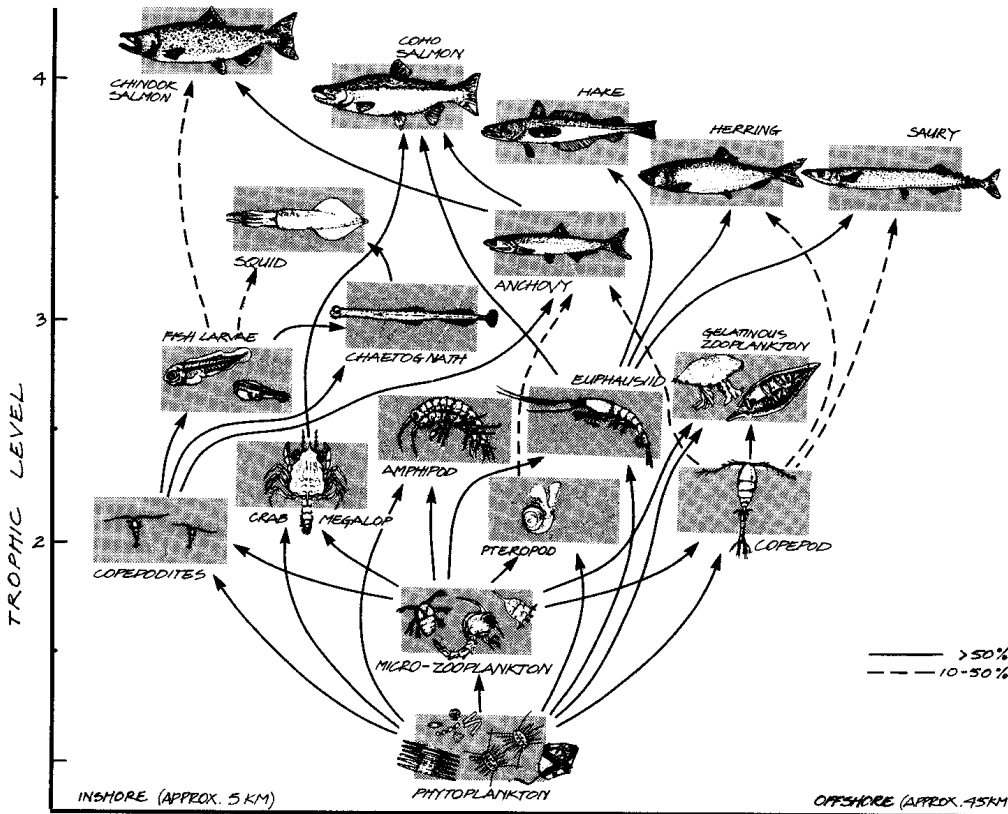 COHO
SALMON
4
CHINOOK
SALMON
HAKE
HERRING
SAURY
SQUID
ANCHOVY
3
FISH LARVAE
CHAETOGNATH
GELATINOUS
ZOOPLANKTON
EUPHAUSIID
TROPHIC LEVEL
AMPHIPOD
CRAB MEGALOP
2
COPEPODITES
PTEROPOD
COPEPOD
MICRO-ZOOPLANKTON
>50%
10-50%
1
PHYTOPLANKTON
INSHORE (APPROX. 5 KM)
OFFSHORE (APPROX. 45KM